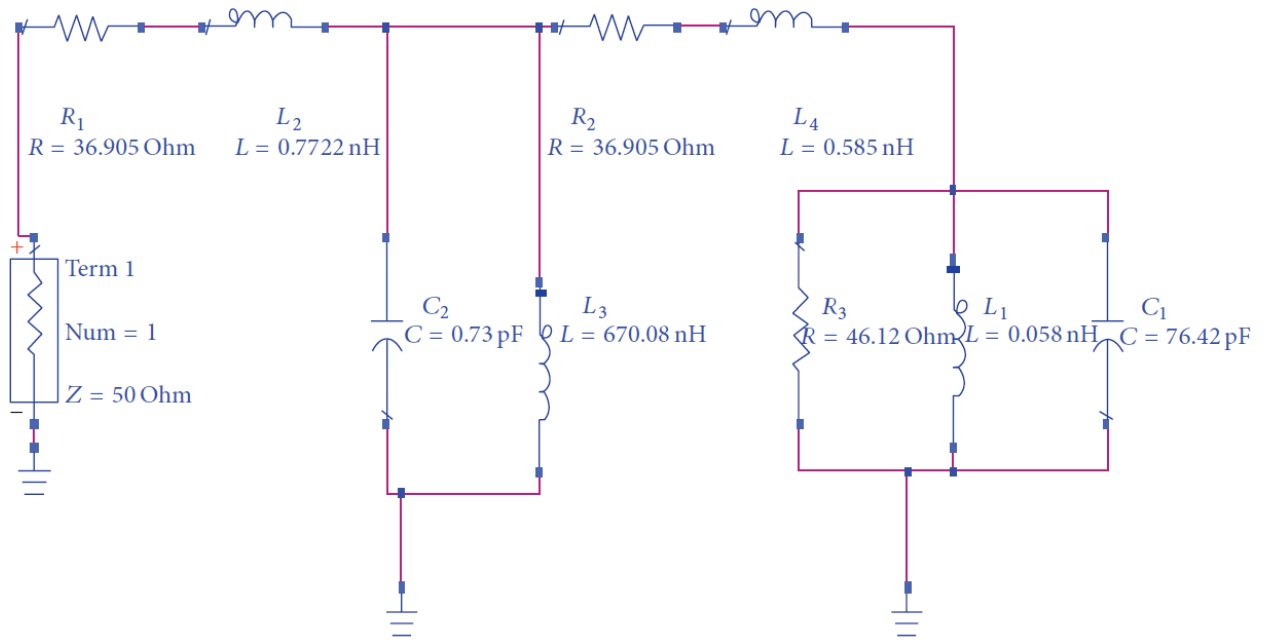 R1
R = 36.905 Ohm
L2
L = 0.7722 nH
R2
R = 36.905 Ohm
L4
L = 0.585 nH
+
Term 1
Num = 1
Z = 50 Ohm
−
C2
C = 0.73 pF
L3
L = 670.08 nH
R3
R = 46.12 Ohm
L1
L = 0.058 nH
C1
C = 76.42 pF